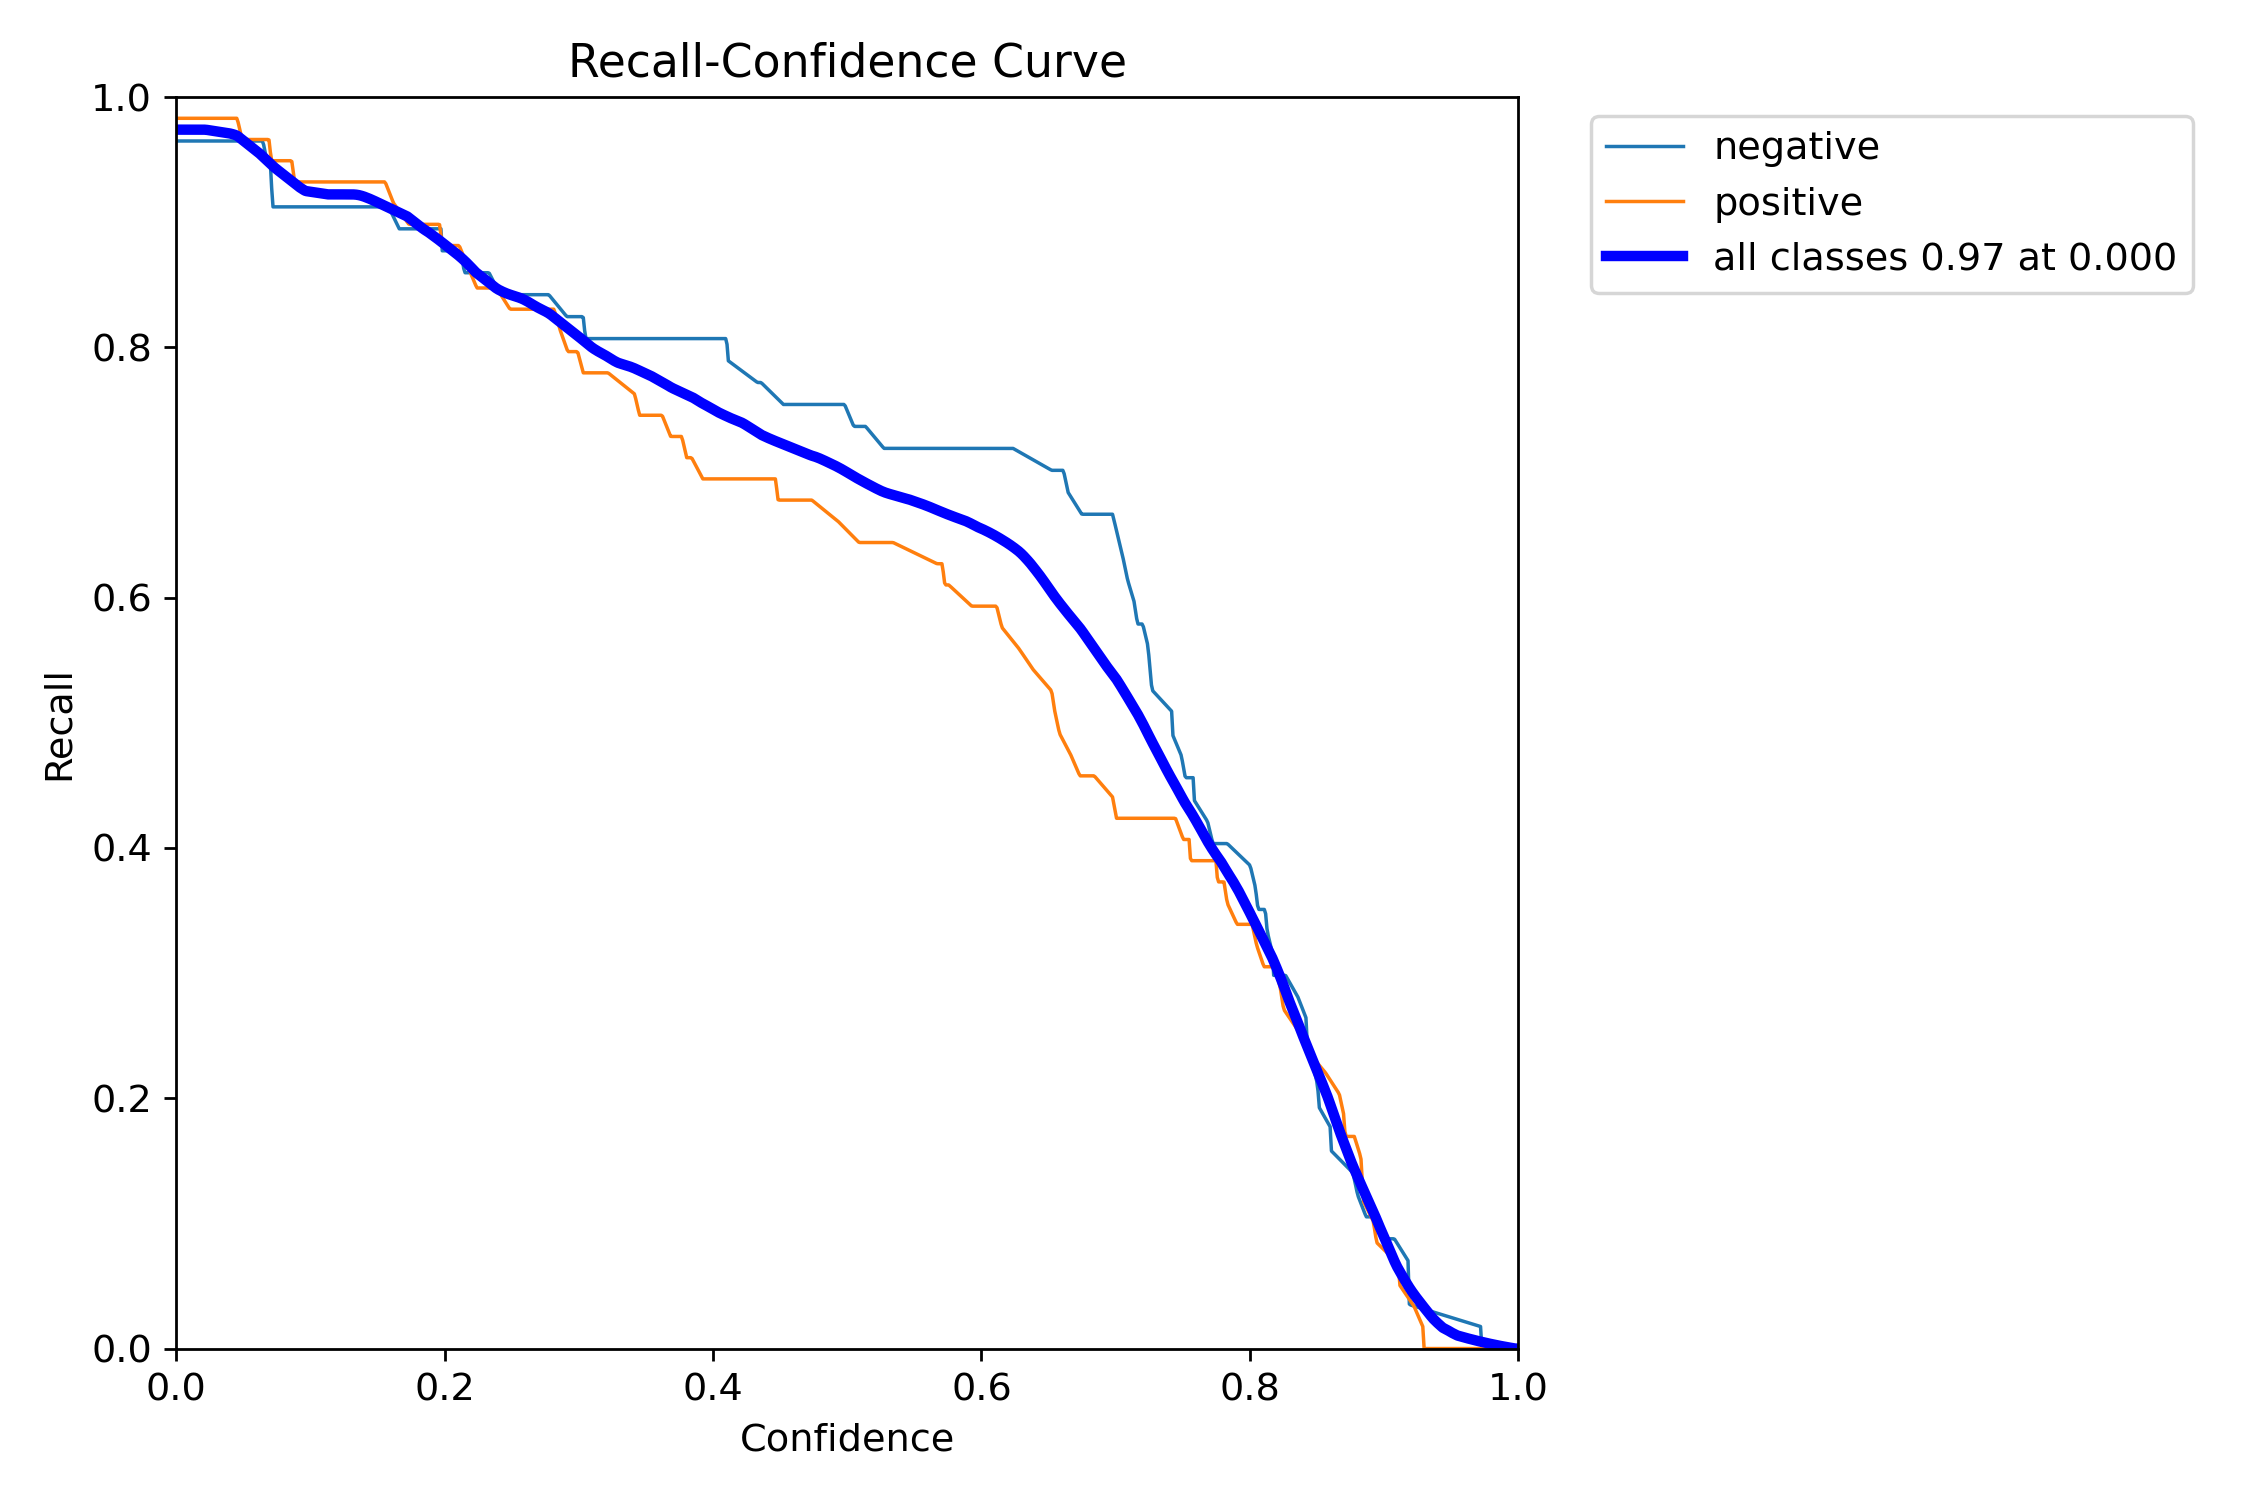 Recall-Confidence Curve
1.0
0.8
0.6
0.4
0.2
0.0
Recall
0.0 0.2 0.4 0.6 0.8 1.0
Confidence
negative
positive
all classes 0.97 at 0.000